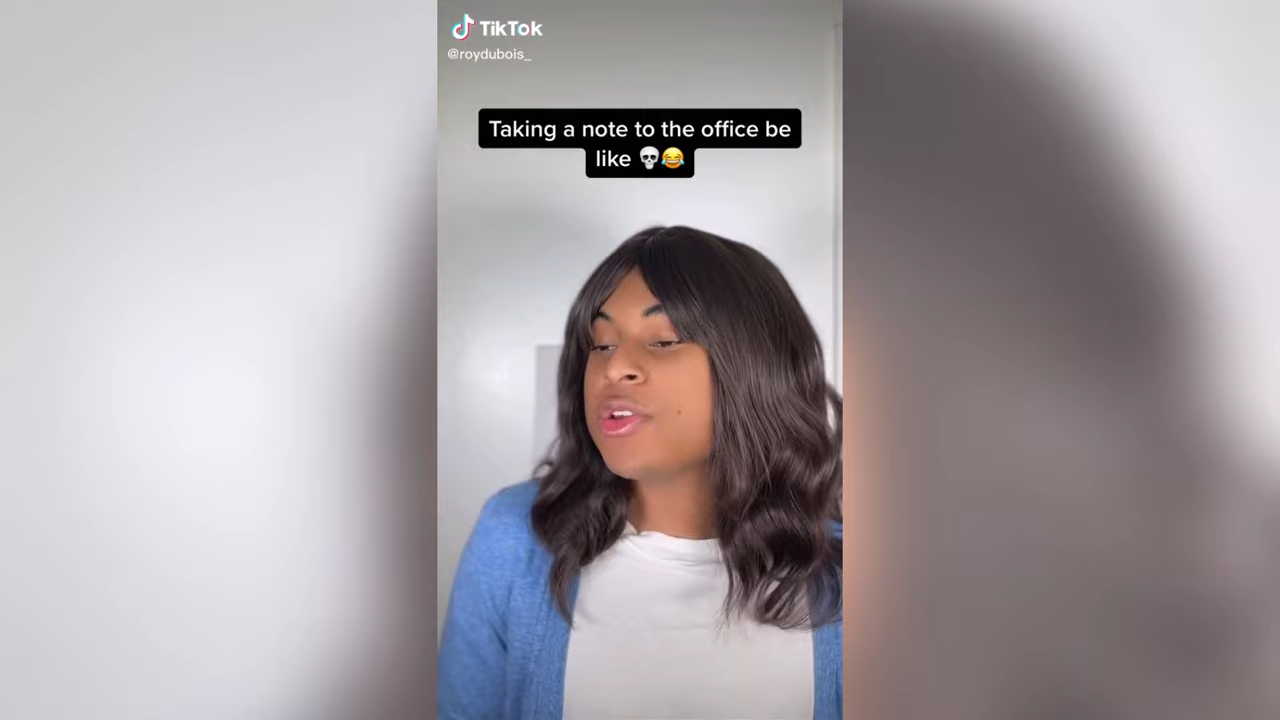 TikTok
@roydubois_
Taking a note to the office be
like 💀😂